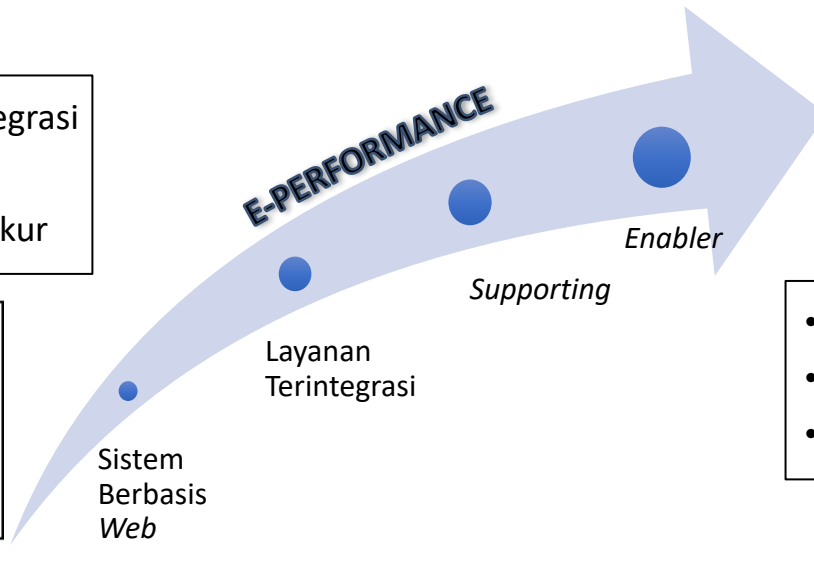 egrasi
kur
E-PERFORMANCE
Enabler
Supporting
Layanan
Terintegrasi
Sistem
Berbasis
Web